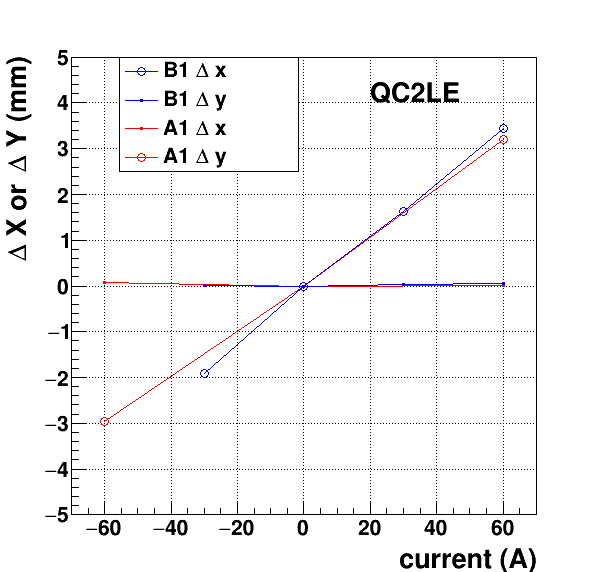 Δ X or Δ Y (mm)
5
4
3
2
1
0
−1
−2
−3
−4
−5
B1 Δ x
B1 Δ y
A1 Δ x
A1 Δ y
QC2LE
−60 −40 −20 0 20 40 60
current (A)